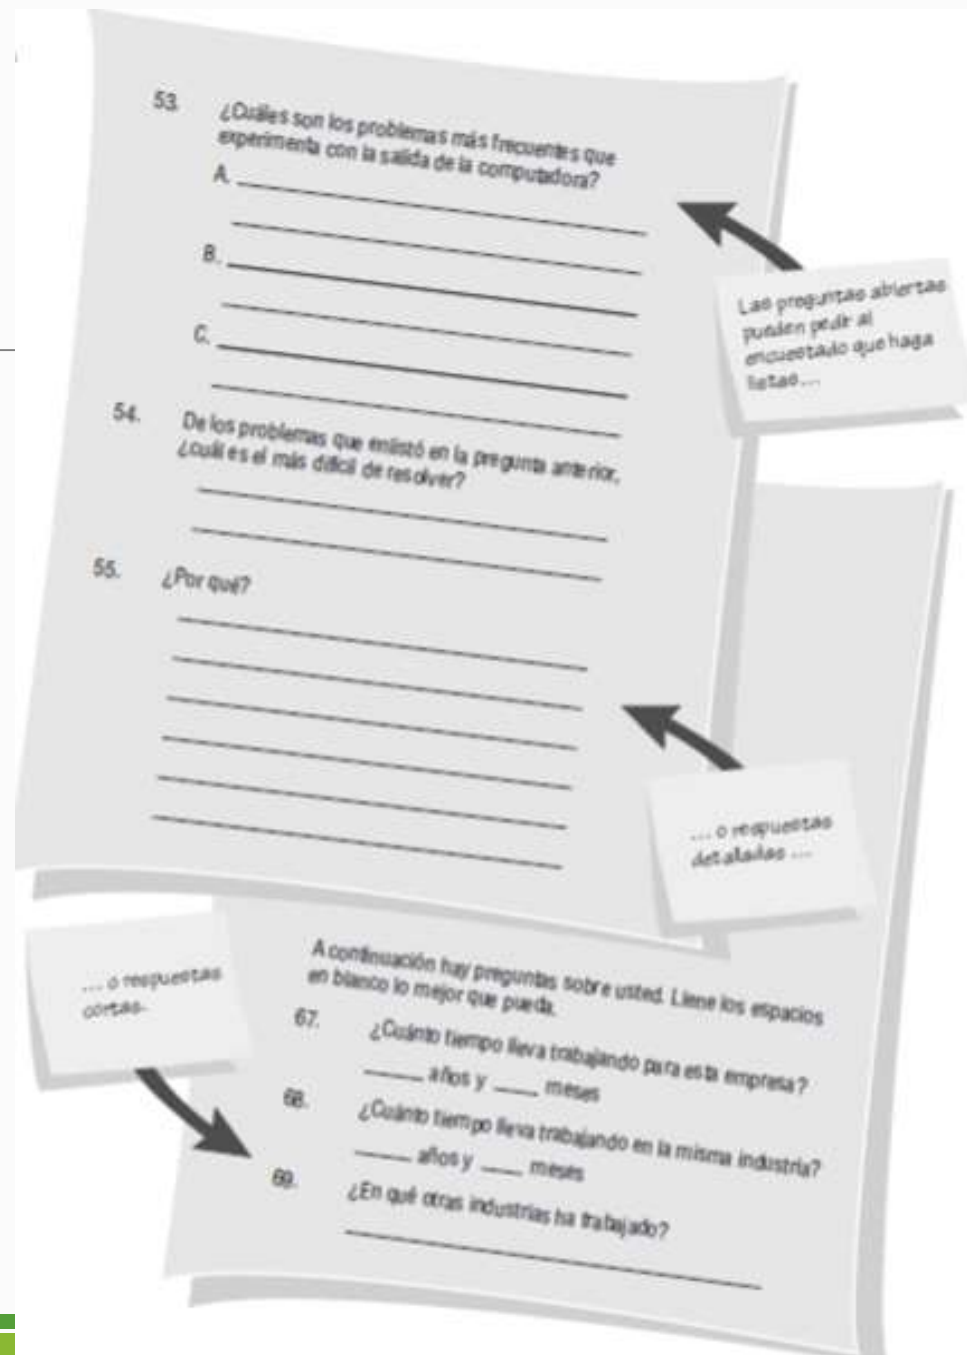 53. ¿Cuáles son los problemas más frecuentes que
experimenta con la salida de la computadora?
A.
B.
C.
Las preguntas abiertas
pueden pedir al
encuestado que haga
listas...
54. De los problemas que enlistó en la pregunta anterior,
¿cuál es el más difícil de resolver?
55. ¿Por qué?
... o respuestas
detalladas ...
... o respuestas
cortas.
A continuación hay preguntas sobre usted. Llene los espacios
en blanco lo mejor que pueda.
67. ¿Cuánto tiempo lleva trabajando para esta empresa?
_____ años y ____ meses
68. ¿Cuánto tiempo lleva trabajando en la misma industria?
_____ años y ____ meses
69. ¿En qué otras industrias ha trabajado?